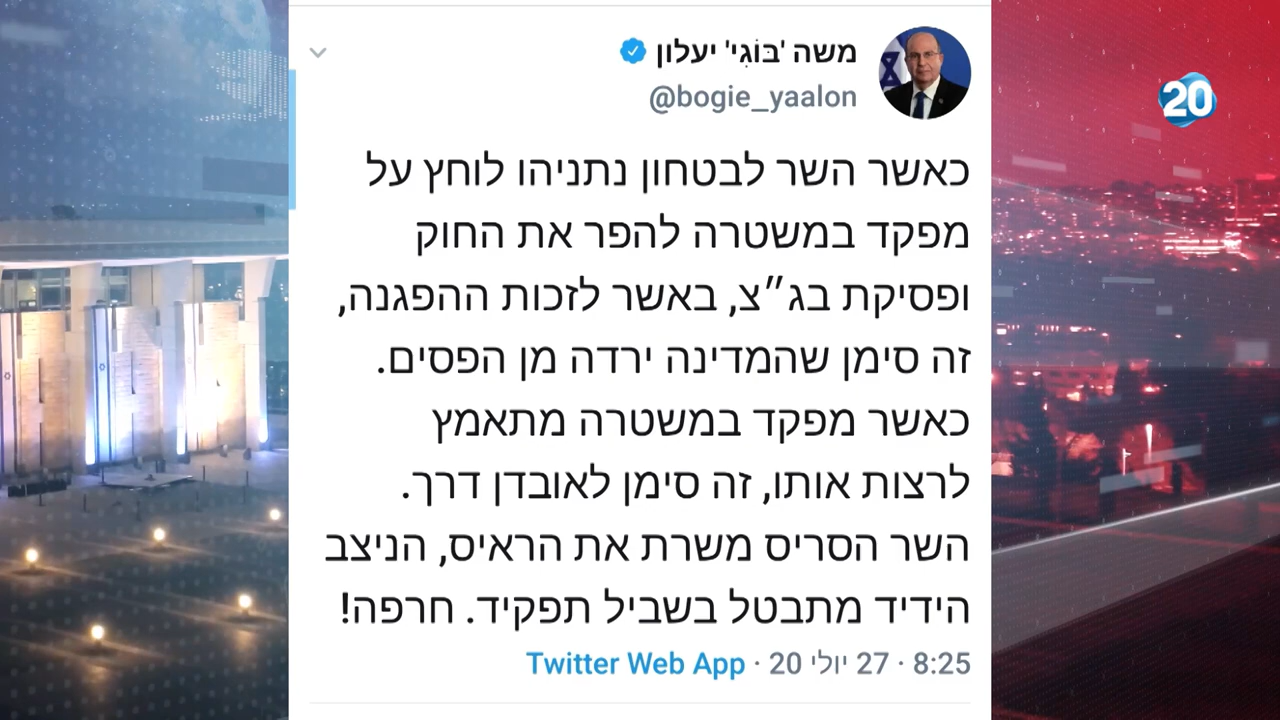 משה 'בּוֹגִי' יעלון
@bogie_yaalon
20
כאשר השר לבטחון נתניהו לוחץ על
מפקד במשטרה להפר את החוק
ופסיקת בג״צ, באשר לזכות ההפגנה,
זה סימן שהמדינה ירדה מן הפסים.
כאשר מפקד במשטרה מתאמץ
לרצות אותו, זה סימן לאובדן דרך.
השר הסריס משרת את הראיס, הניצב
הידיד מתבטל בשביל תפקיד. חרפה!
8:25 · 27 יולי 20 · Twitter Web App